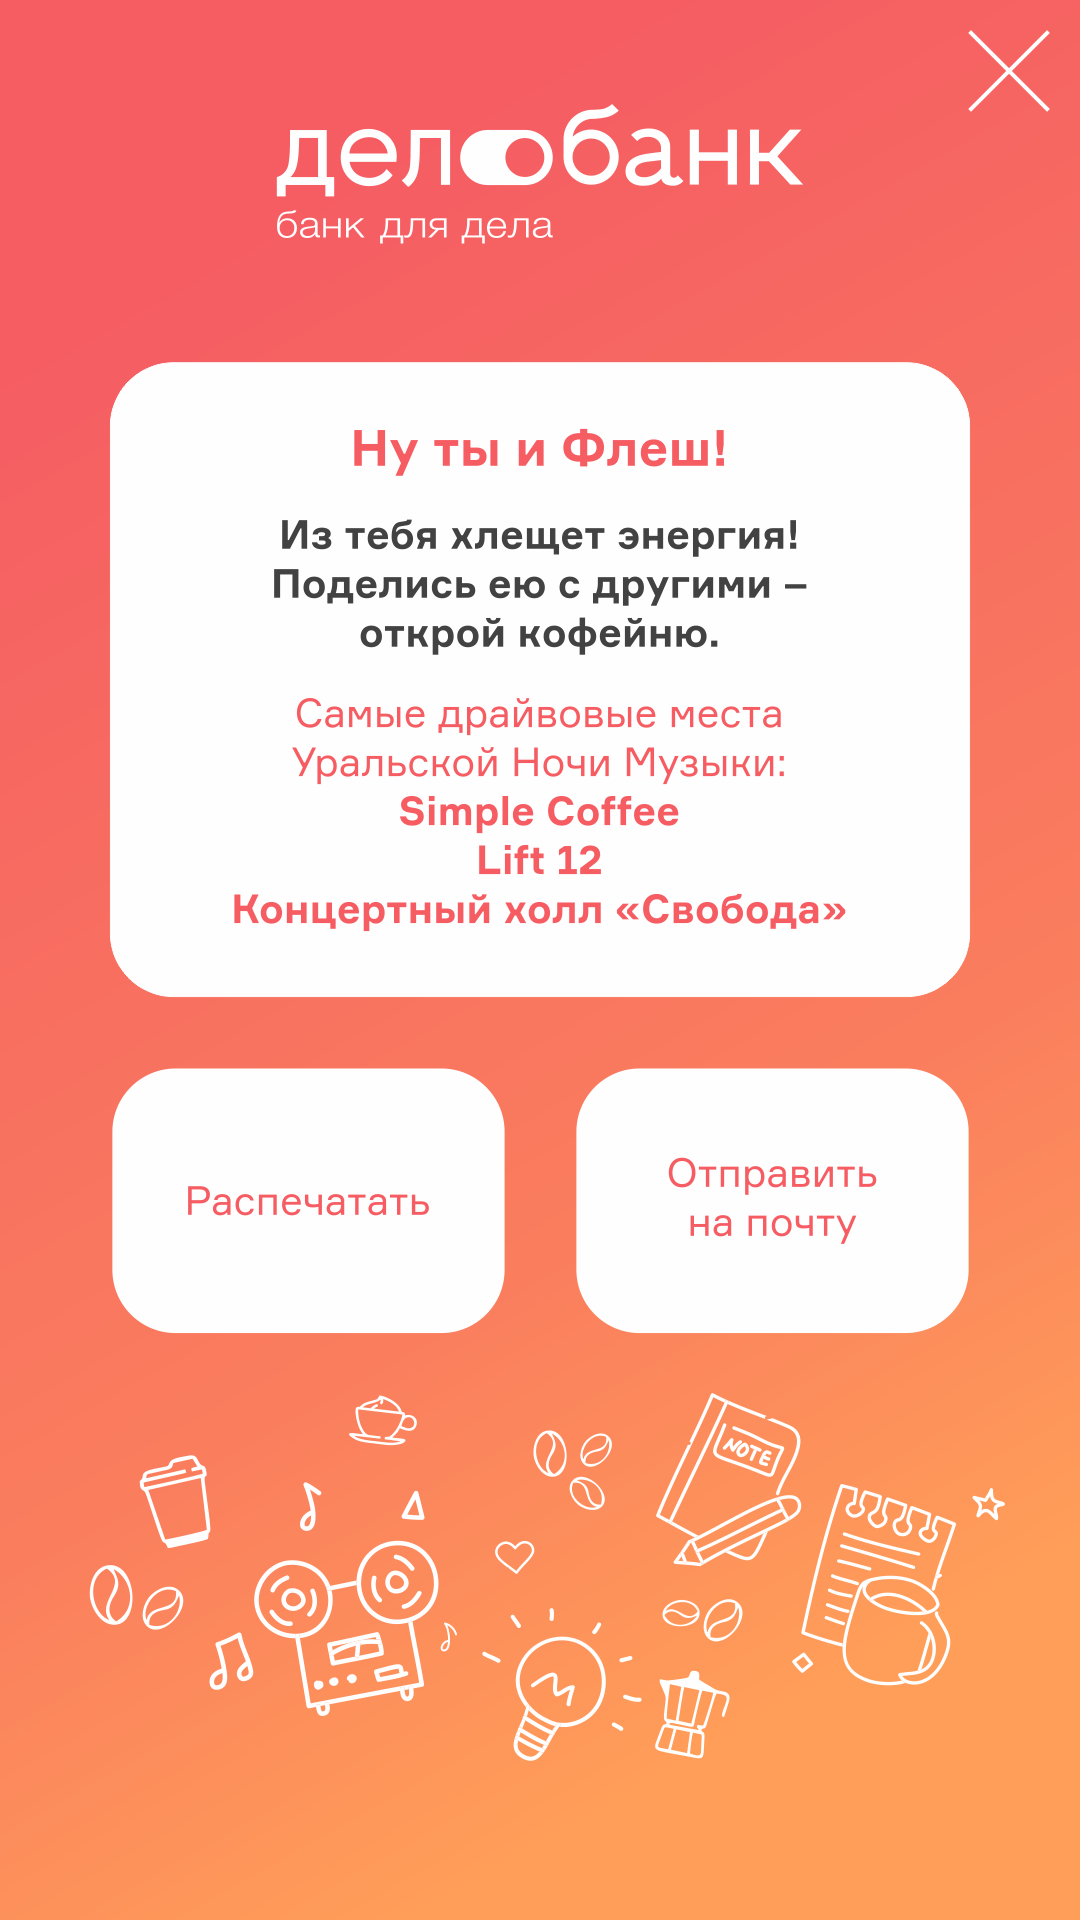 делобанк
банк для дела
Ну ты и Флеш!
Из тебя хлещет энергия!
Поделись ею с другими –
открой кофейню.
Самые драйвовые места
Уральской Ночи Музыки:
Simple Coffee
Lift 12
Концертный холл «Свобода»
Распечатать
Отправить
на почту
NOTE